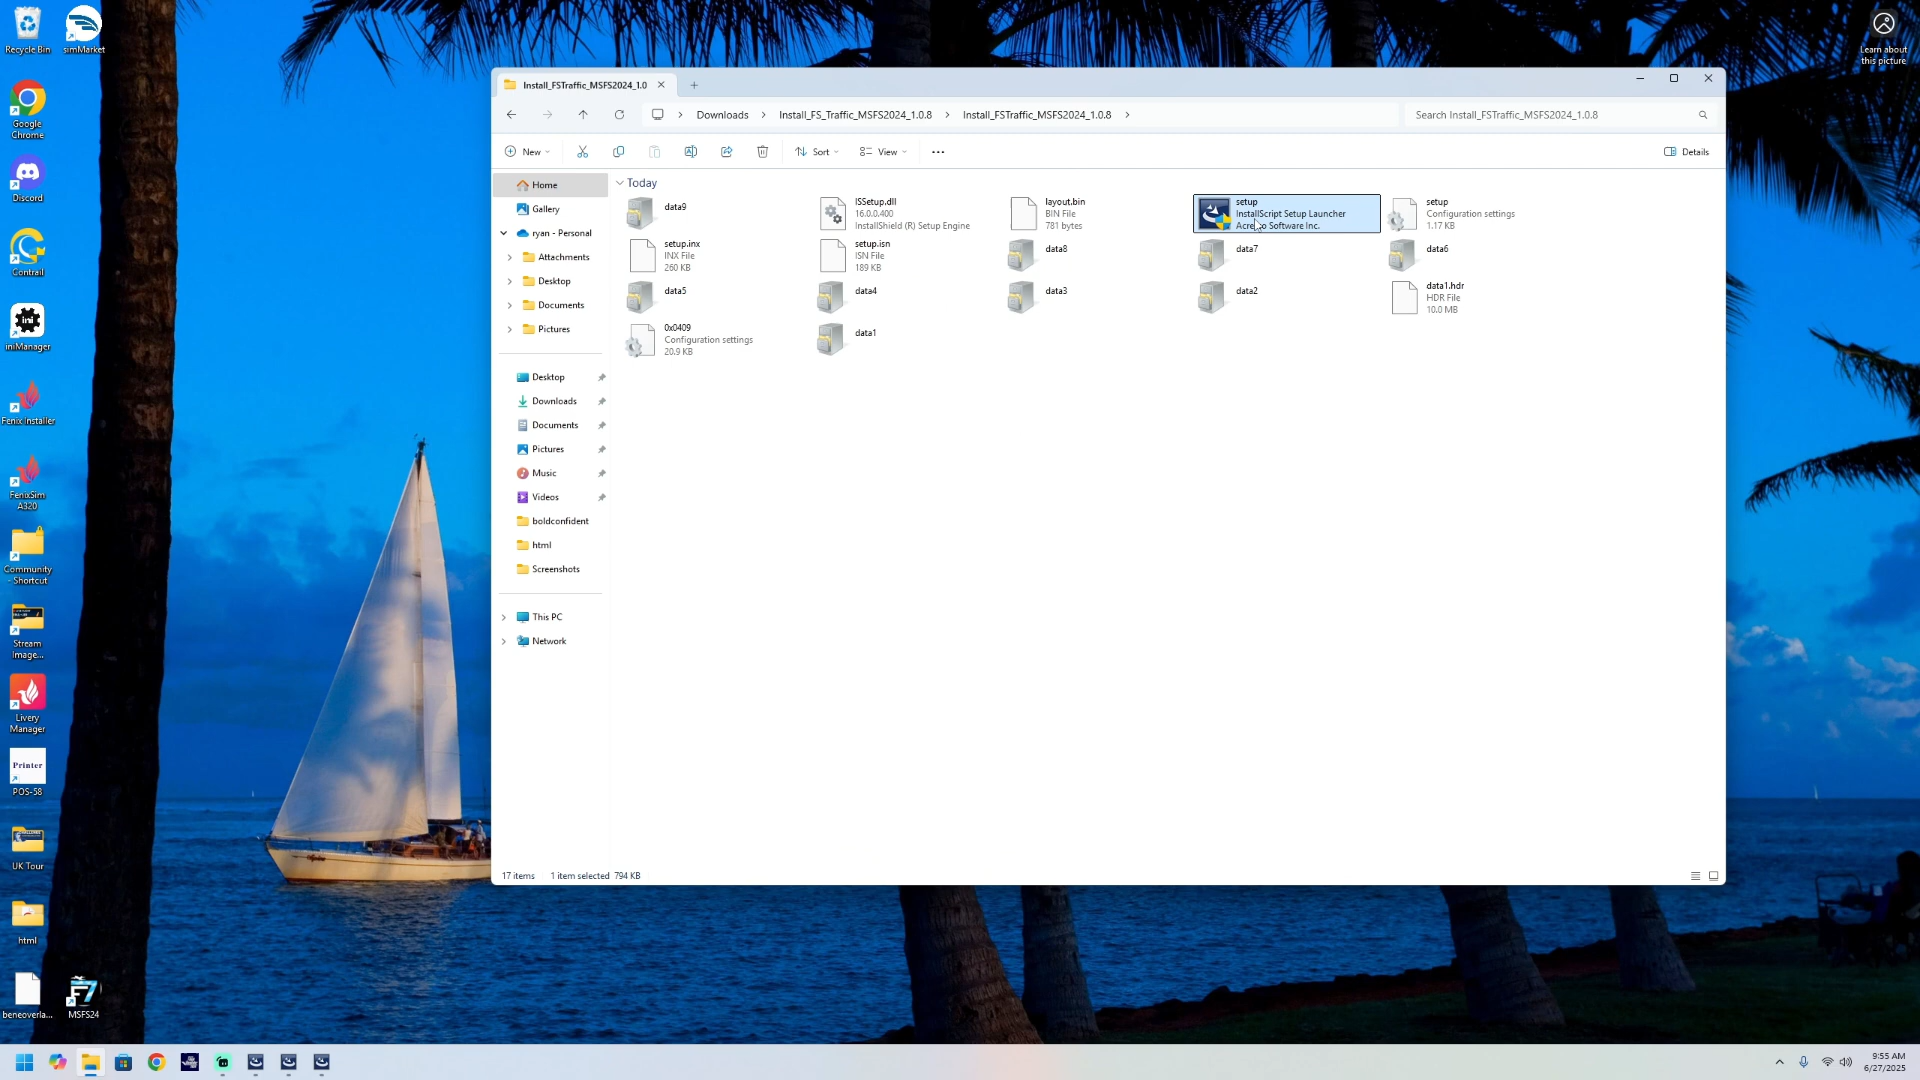 Recycle Bin
simMarket
Google
Chrome
Discord
Contrail
iniManager
Fenix Installer
FenixSim
A320
Community
- Shortcut
Stream
Image...
Livery
Manager
Printer
POS-58
UK Tour
html
beneoverla...
MSFS24
Learn about
this picture
Install_FSTraffic_MSFS2024_1.0
Downloads
Install_FS_Traffic_MSFS2024_1.0.8
Install_FSTraffic_MSFS2024_1.0.8
Search Install_FSTraffic_MSFS2024_1.0.8
New
Sort
View
Details
Home
Gallery
ryan - Personal
Attachments
Desktop
Documents
Pictures
Desktop
Downloads
Documents
Pictures
Music
Videos
boldconfident
html
Screenshots
This PC
Network
Today
data9
ISSetup.dll
16.0.0.400
InstallShield (R) Setup Engine
layout.bin
BIN File
781 bytes
setup
InstallScript Setup Launcher
Software Inc.
setup
Configuration settings
1.17 KB
setup.inx
INX File
260 KB
setup.isn
ISN File
189 KB
data8
data7
data6
data5
data4
data3
data2
data1.hdr
HDR File
10.0 MB
0x0409
Configuration settings
20.9 KB
data1
17 items
1 item selected 794 KB
9:55 AM
6/27/2025